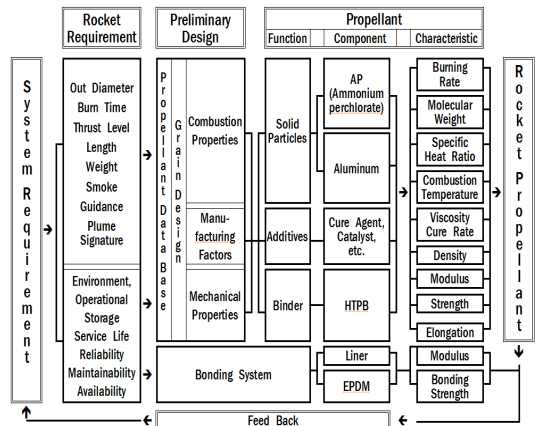 Rocket
Requirement
Preliminary
Design
Propellant
Function
Component
Characteristic
System Requirement
Out Diameter
Burn Time
Thrust Level
Length
Weight
Smoke
Guidance
Plume
Signature
Environment,
Operational
Storage
Service Life
Reliability
Maintainability
Availability
Propellant Data Base
Grain Design
Combustion
Properties
Manu-
facturing
Factors
Mechanical
Properties
Solid
Particles
Additives
Binder
AP
(Ammonium
perchlorate)
Aluminum
Cure Agent,
Catalyst,
etc.
HTPB
Burning
Rate
Molecular
Weight
Specific
Heat Ratio
Combustion
Temperature
Viscosity
Cure Rate
Density
Modulus
Strength
Elongation
Bonding System
Liner
EPDM
Modulus
Bonding
Strength
Rocket Propellant
Feed Back